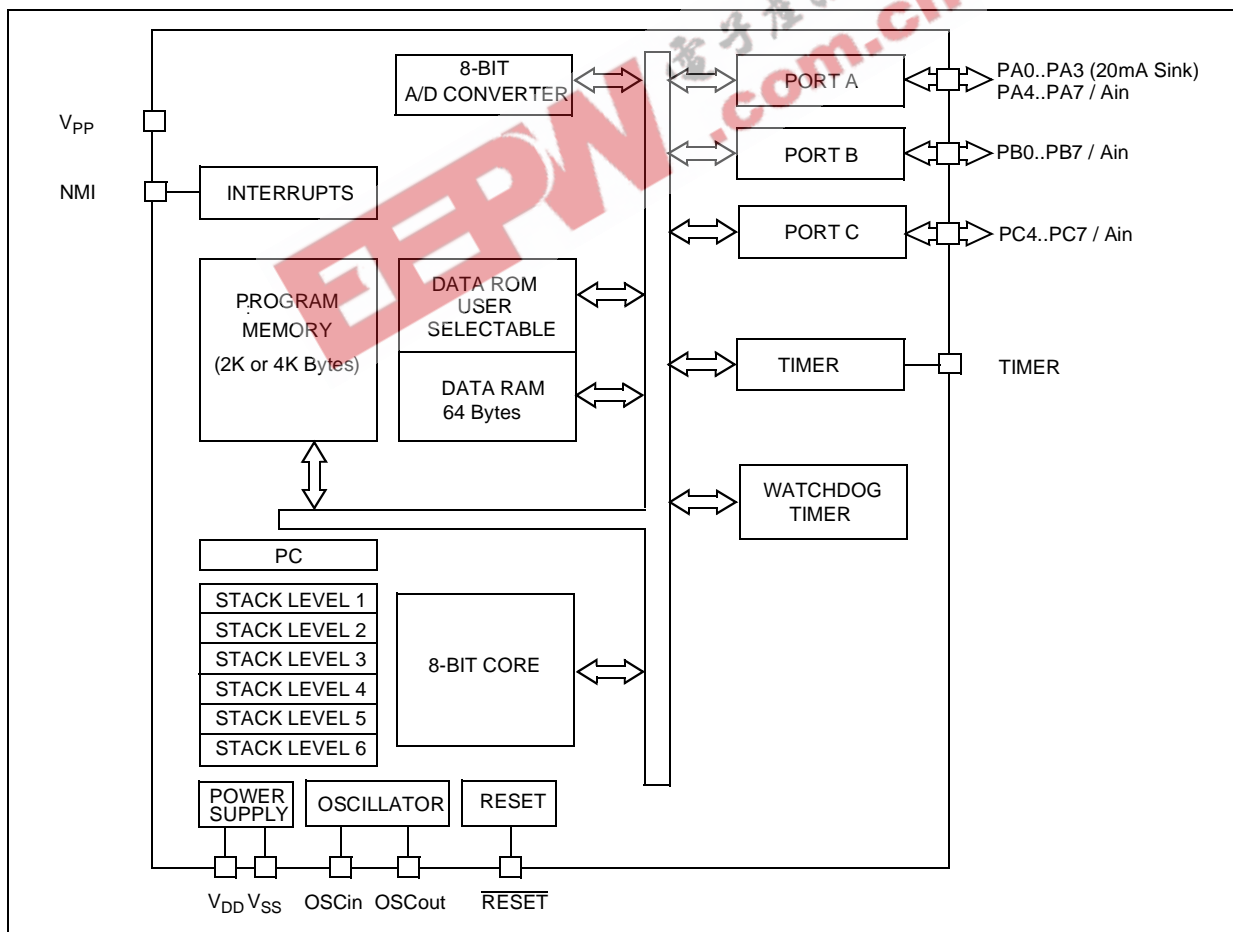 電子產
.com.cn
EEPW
8-BIT
A/D CONVERTER
PORT A
PA0..PA3 (20mA Sink)
PA4..PA7 / Ain
VPP
PORT B
PB0..PB7 / Ain
NMI
INTERRUPTS
PORT C
PC4..PC7 / Ain
PROGRAM
:
MEMORY
(2K or 4K Bytes)
DATA ROM
USER
SELECTABLE
DATA RAM
64 Bytes
TIMER
TIMER
WATCHDOG
TIMER
PC
STACK LEVEL 1
STACK LEVEL 2
STACK LEVEL 3
STACK LEVEL 4
STACK LEVEL 5
STACK LEVEL 6
8-BIT CORE
POWER
SUPPLY
OSCILLATOR
RESET
VDD VSS
OSCin OSCout
RESET